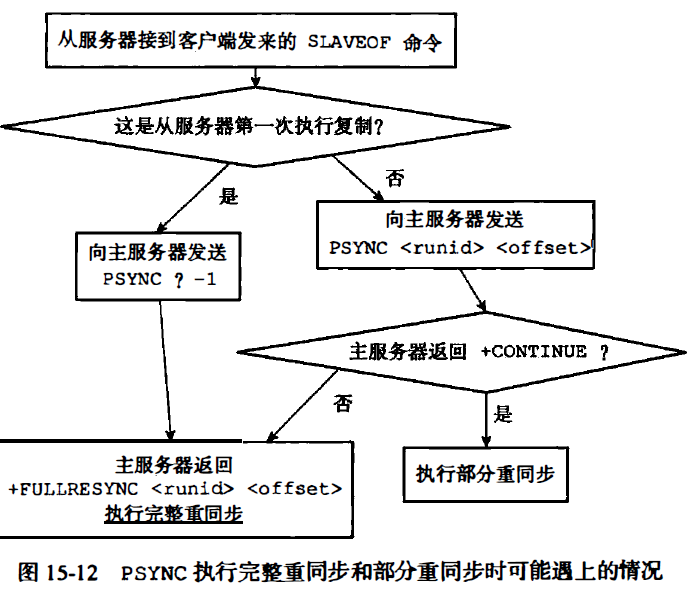 从服务器接到客户端发来的 SLAVEOF 命令
这是从服务器第一次执行复制?
是
否
向主服务器发送
PSYNC ? -1
向主服务器发送
PSYNC <runid> <offset>
主服务器返回 +CONTINUE ?
否
是
主服务器返回
+FULLRESYNC <runid> <offset>
执行完整重同步
执行部分重同步
图 15-12 PSYNC 执行完整重同步和部分重同步时可能遇上的情况